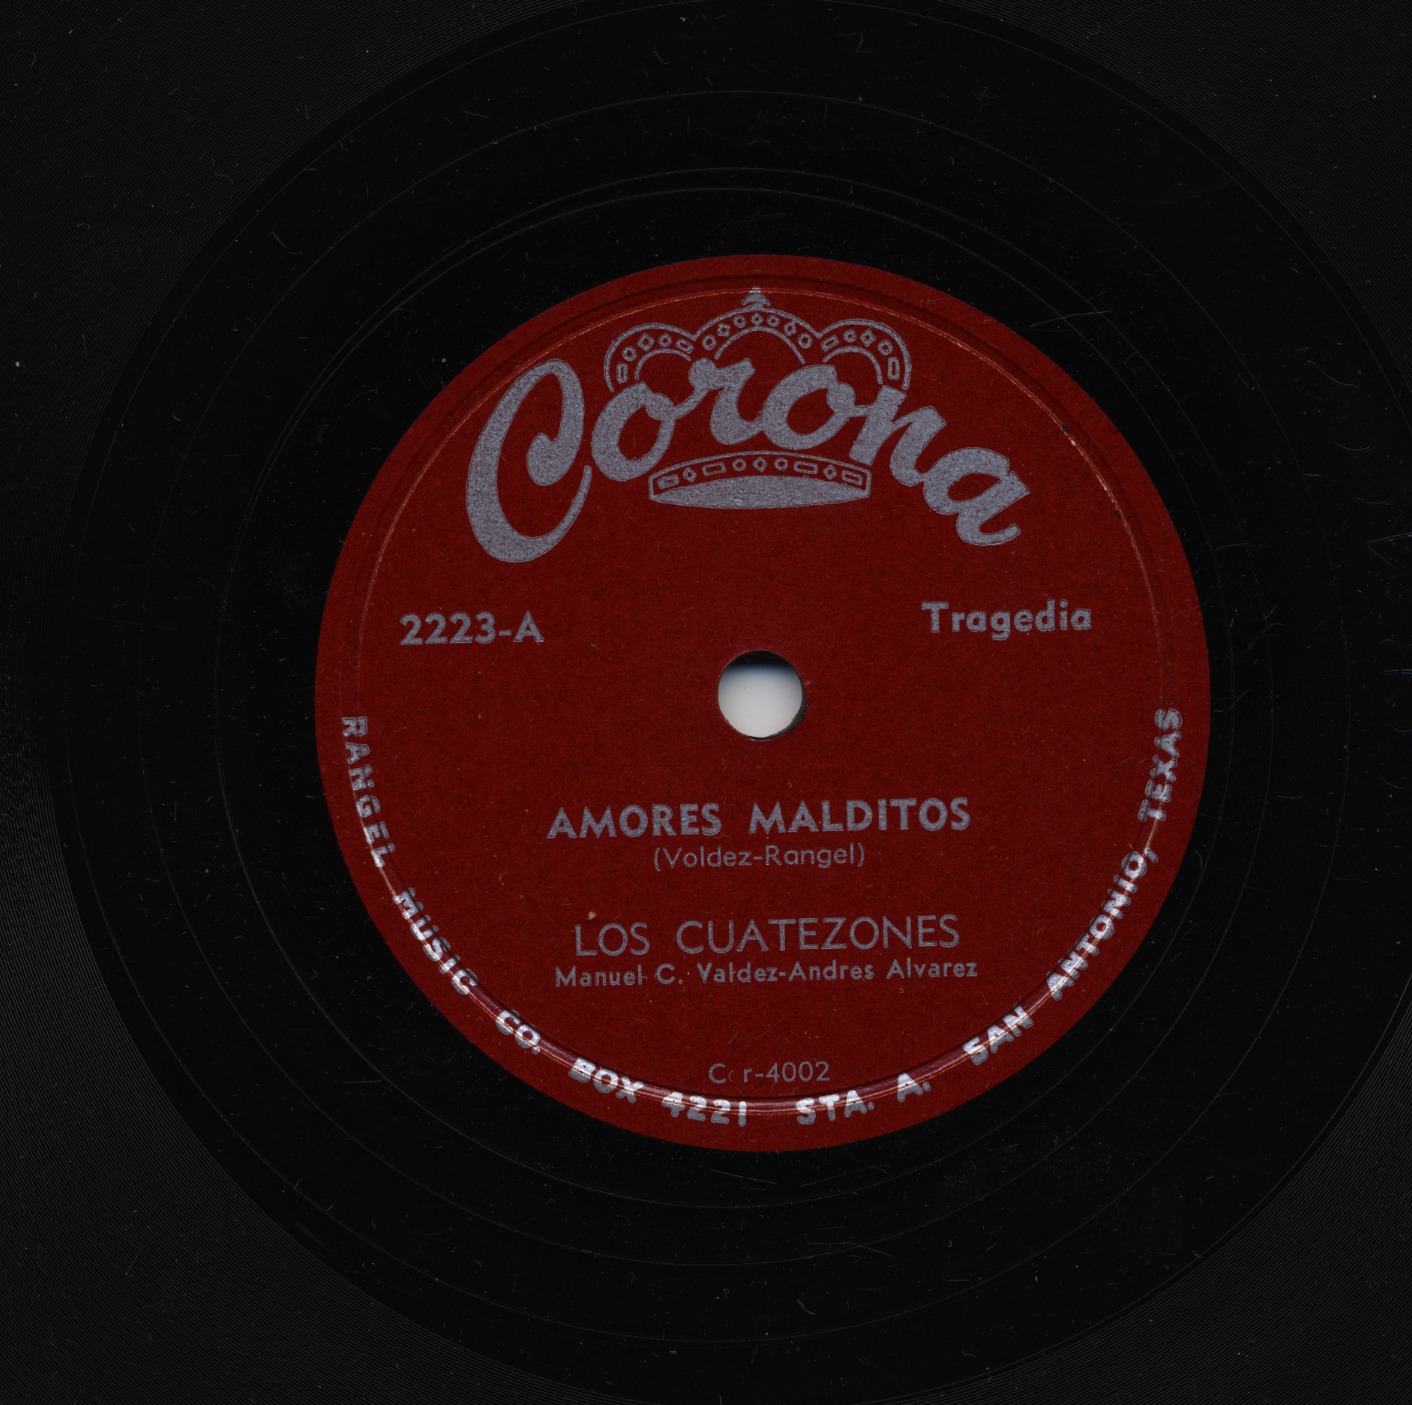 Corona
2223-A
Tragedia
AMORES MALDITOS
(Voldez-Rangel)
LOS CUATEZONES
Manuel C. Valdez-Andres Alvarez
Cor-4002
RANGEL MUSIC CO. BOX 4221 STA. A. SAN ANTONIO, TEXAS